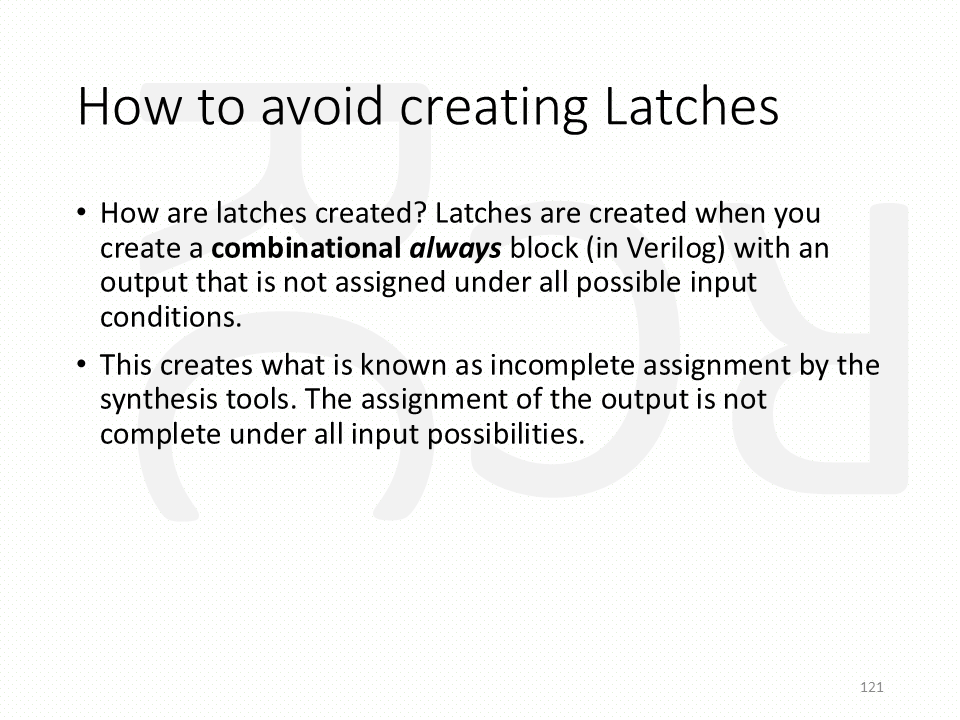 How to avoid creating Latches
• How are latches created? Latches are created when you
create a combinational always block (in Verilog) with an
output that is not assigned under all possible input
conditions.
• This creates what is known as incomplete assignment by the
synthesis tools. The assignment of the output is not
complete under all input possibilities.
121